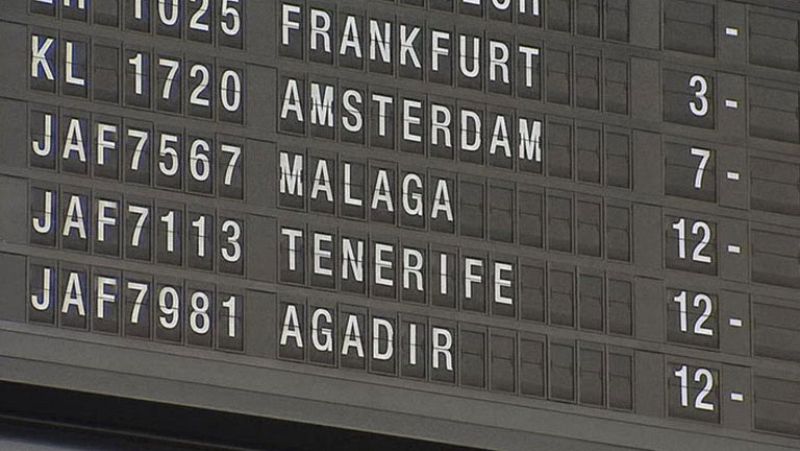 1025 FRANKFURT 3-
KL 1720 AMSTERDAM 7-
JAF7567 MALAGA 12-
JAF7113 TENERIFE 12-
JAF7981 AGADIR 12-